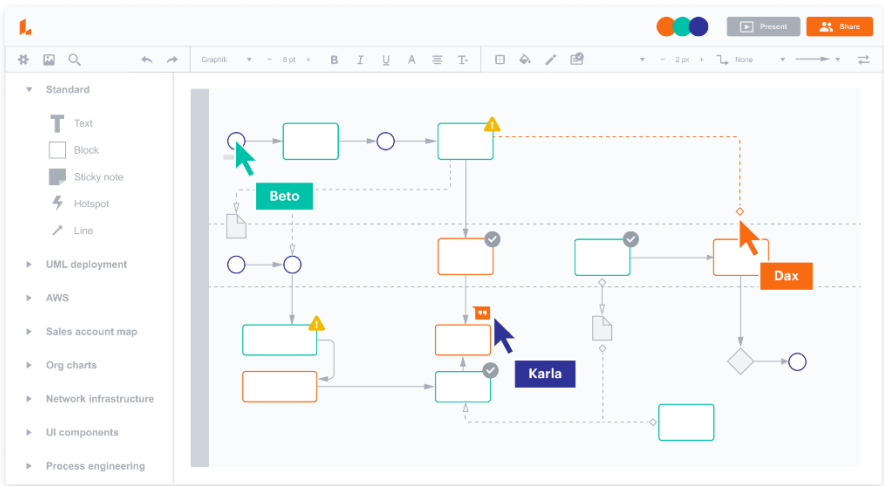 Present
Share
Graphik
− 8 pt +
B I U A T
− 2 px +
None
Standard
Text
Block
Sticky note
Hotspot
Line
UML deployment
AWS
Sales account map
Org charts
Network infrastructure
UI components
Process engineering
Beto
Dax
Karla